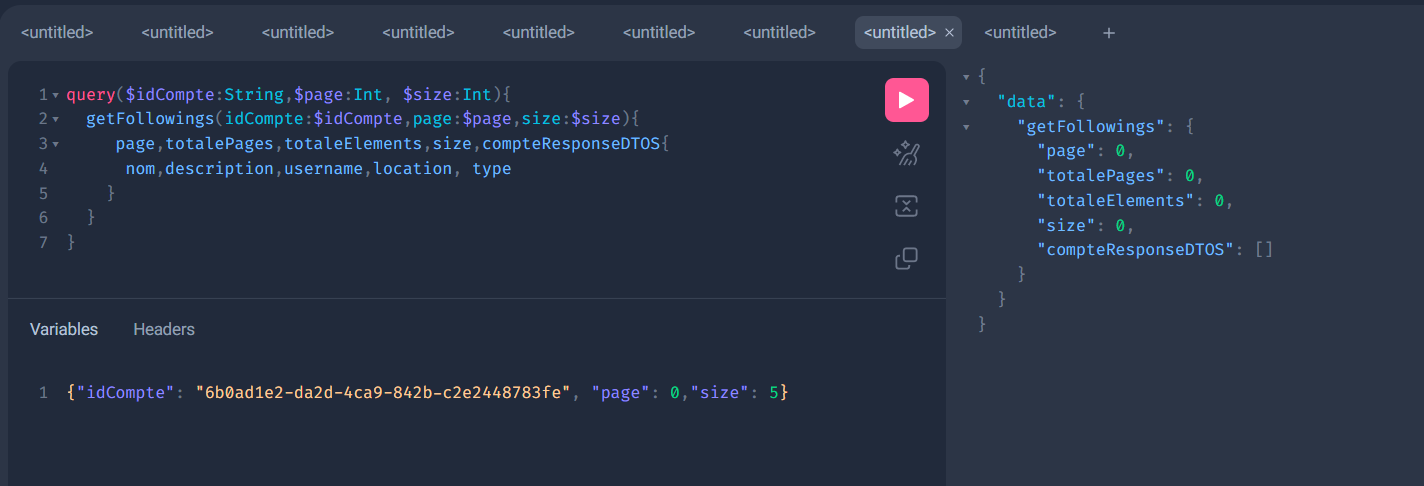 <untitled> <untitled> <untitled> <untitled> <untitled> <untitled> <untitled> <untitled> × <untitled> +
1 query($idCompte:String,$page:Int, $size:Int){
2 getFollowings(idCompte:$idCompte,page:$page,size:$size){
3 page,totalePages,totaleElements,size,compteResponseDTOS{
4 nom,description,username,location, type
5 }
6 }
7 }
Variables Headers
1 {"idCompte": "6b0ad1e2-da2d-4ca9-842b-c2e2448783fe", "page": 0,"size": 5}
{
"data": {
"getFollowings": {
"page": 0,
"totalePages": 0,
"totaleElements": 0,
"size": 0,
"compteResponseDTOS": []
}
}
}